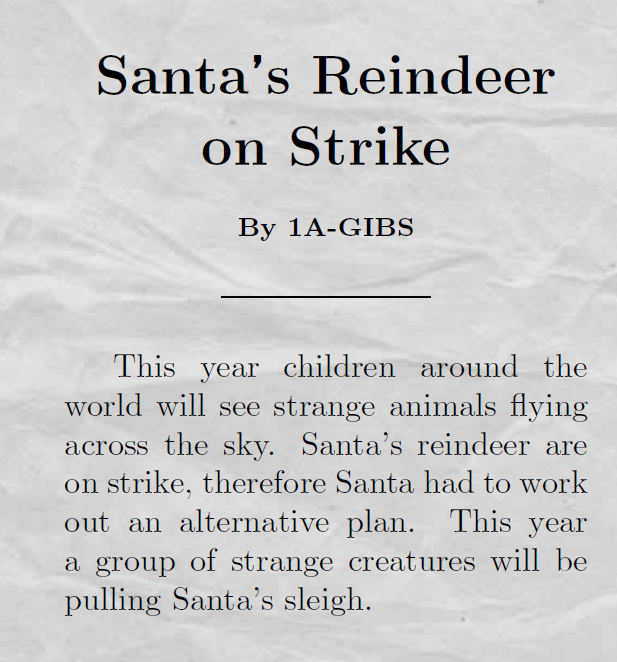 Santa's Reindeer
on Strike
By 1A-GIBS
This year children around the
world will see strange animals flying
across the sky. Santa's reindeer are
on strike, therefore Santa had to work
out an alternative plan. This year
a group of strange creatures will be
pulling Santa's sleigh.